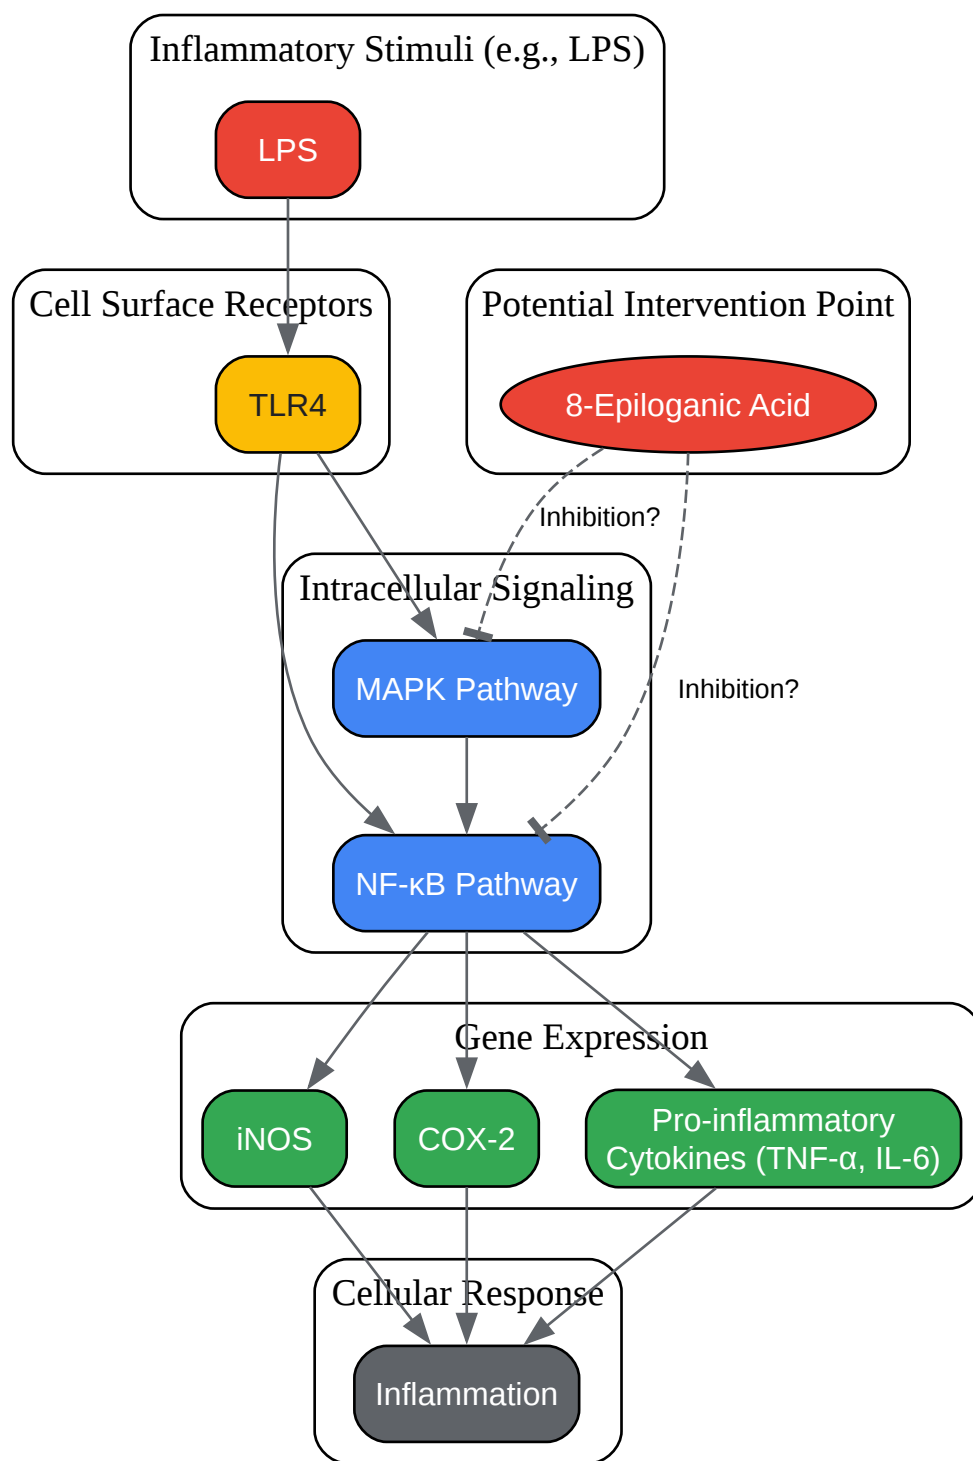 Inflammatory Stimuli (e.g., LPS)
LPS
Cell Surface Receptors
Potential Intervention Point
TLR4
8-Epiloganic Acid
Inhibition?
Intracellular Signaling
MAPK Pathway
Inhibition?
NF-κB Pathway
Gene Expression
iNOS
COX-2
Pro-inflammatory
Cytokines (TNF-α, IL-6)
Cellular Response
Inflammation